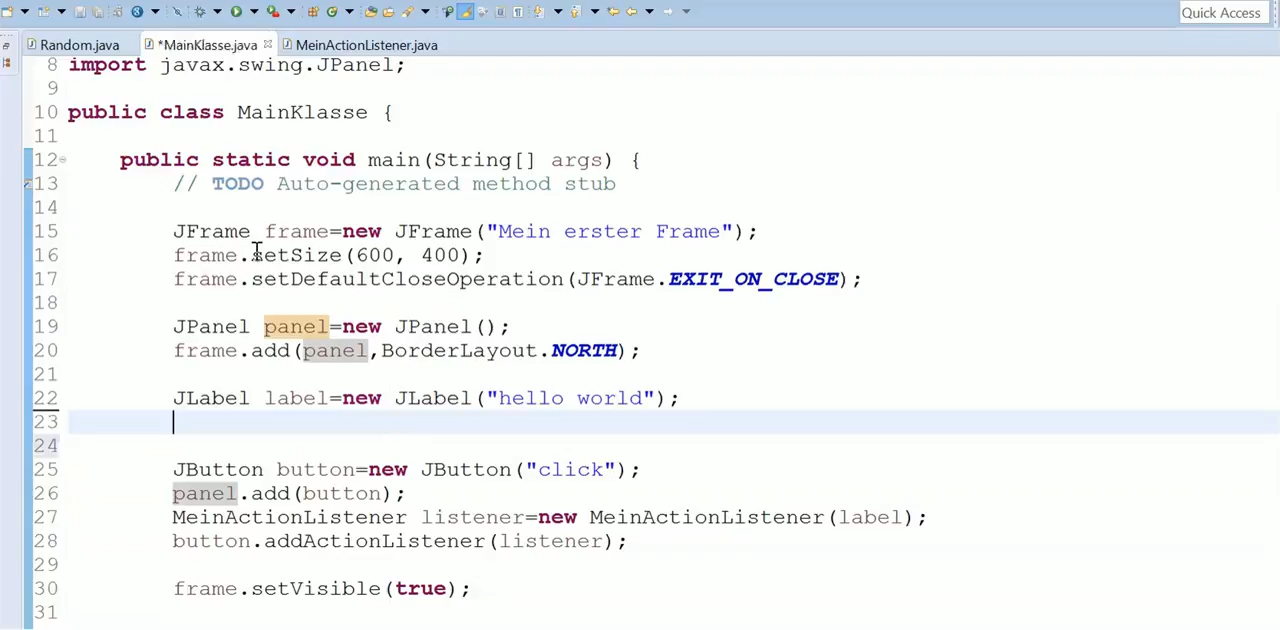 Quick Access
Random.java *MainKlasse.java MeinActionListener.java
8 import javax.swing.JPanel;
9
10 public class MainKlasse {
11
12 public static void main(String[] args) {
13 // TODO Auto-generated method stub
14
15 JFrame frame=new JFrame("Mein erster Frame");
16 frame.setSize(600, 400);
17 frame.setDefaultCloseOperation(JFrame.EXIT_ON_CLOSE);
18
19 JPanel panel=new JPanel();
20 frame.add(panel,BorderLayout.NORTH);
21
22 JLabel label=new JLabel("hello world");
23
24
25 JButton button=new JButton("click");
26 panel.add(button);
27 MeinActionListener listener=new MeinActionListener(label);
28 button.addActionListener(listener);
29
30 frame.setVisible(true);
31